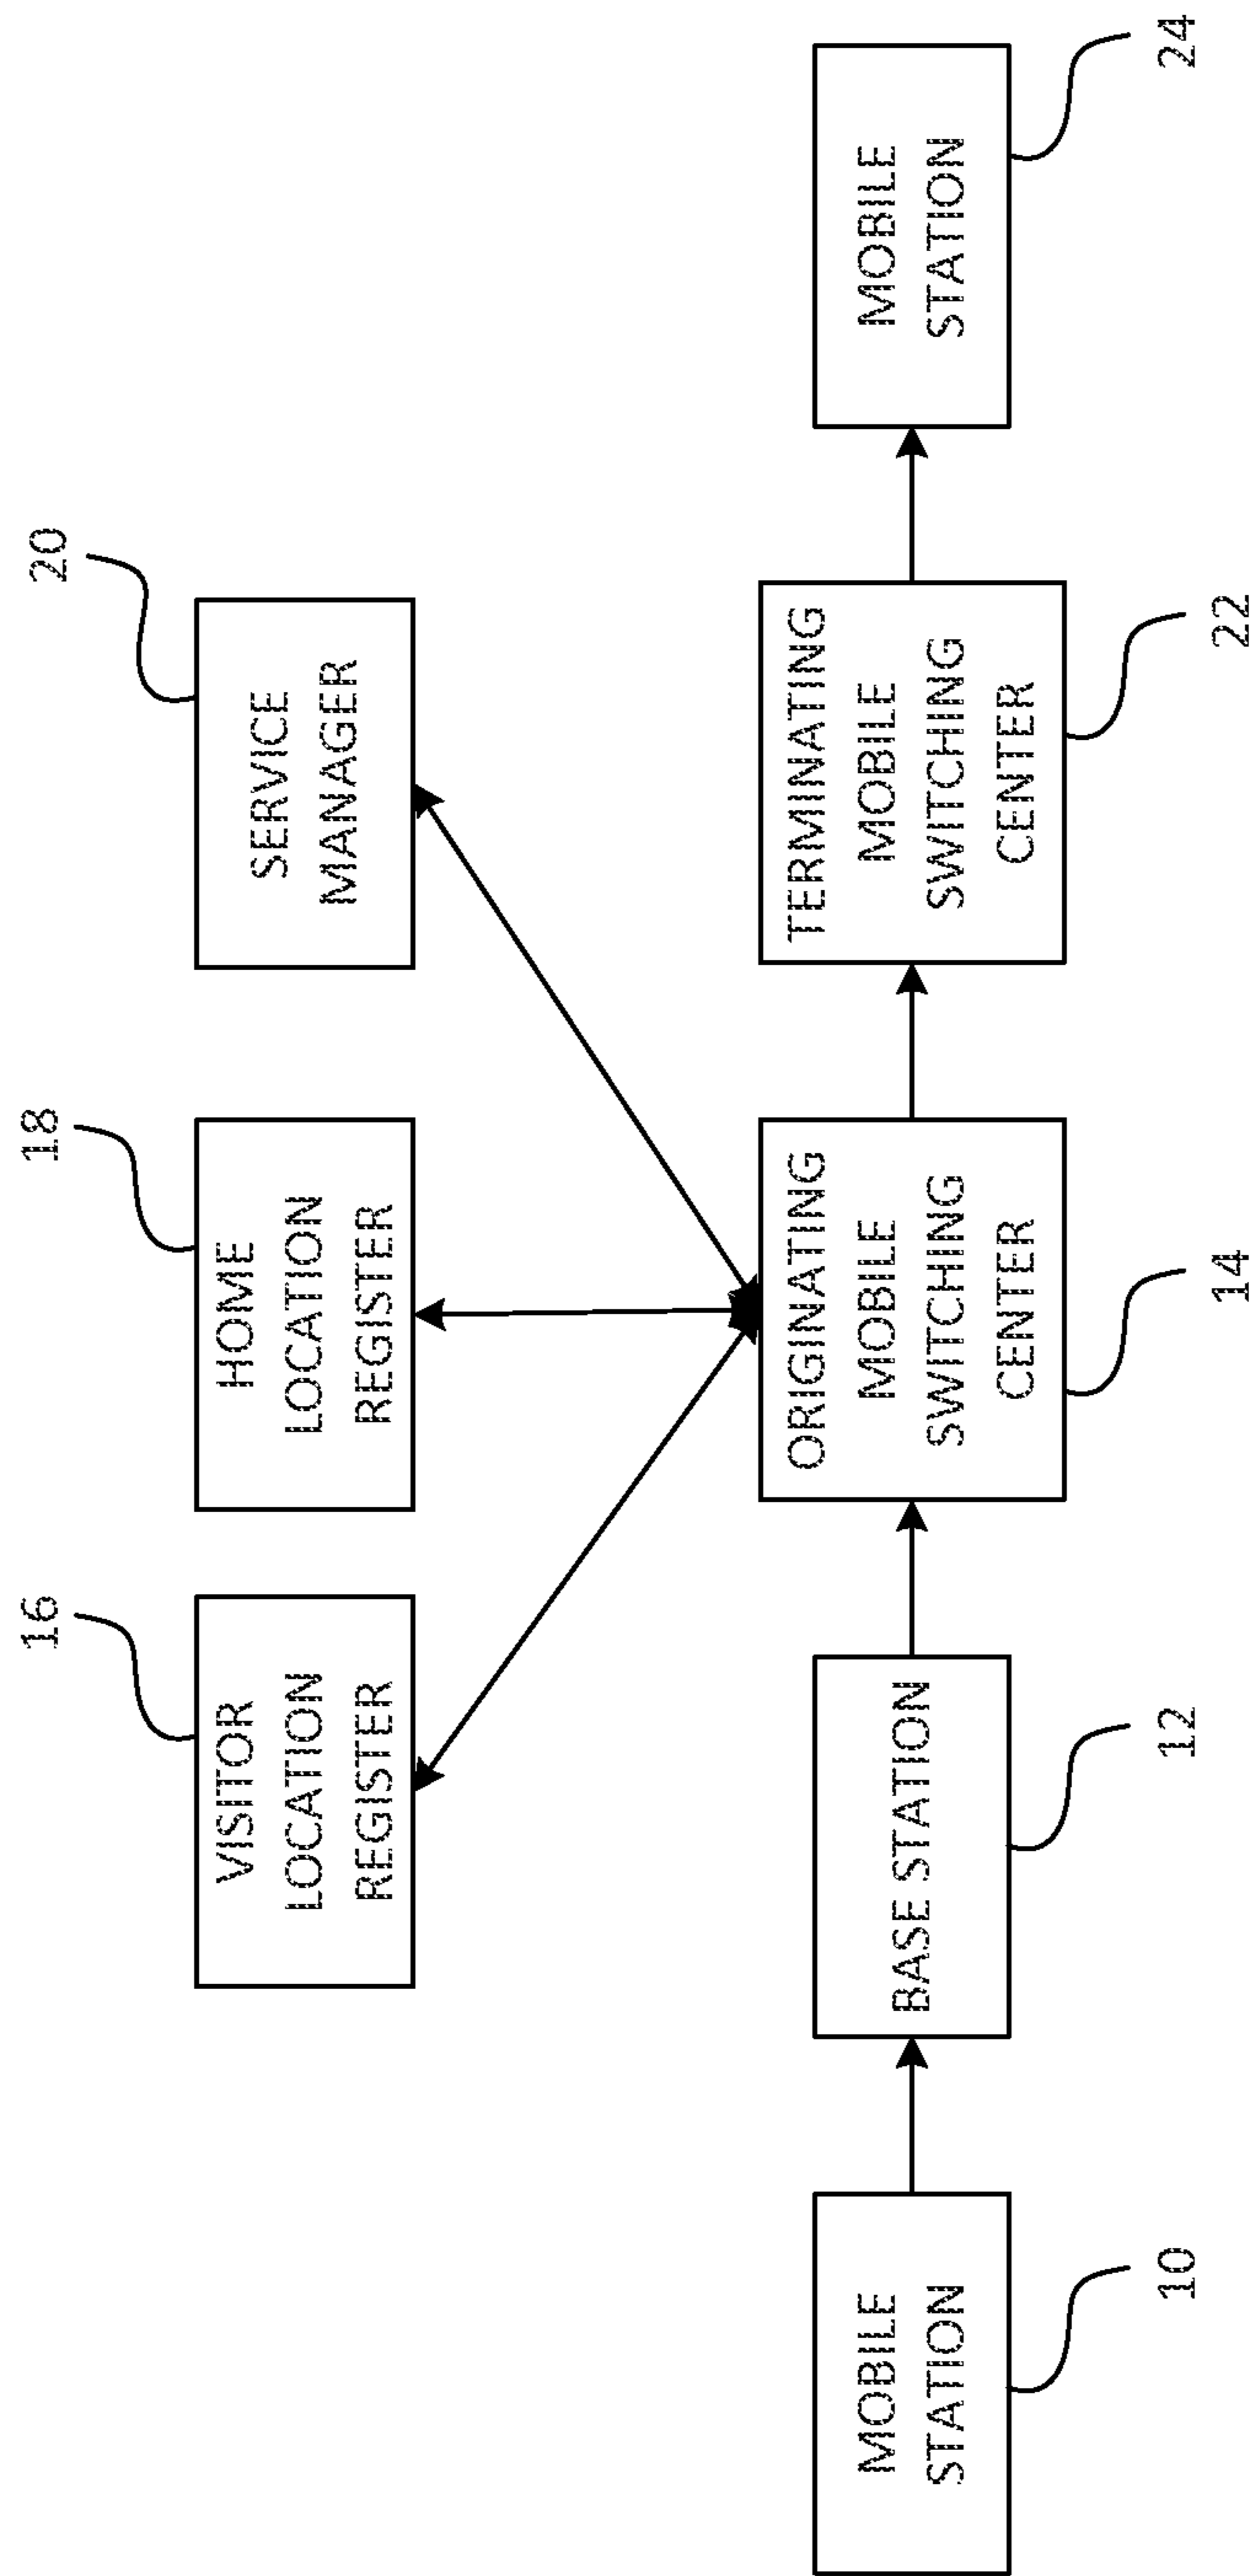 16
VISITOR
LOCATION
REGISTER
18
HOME
LOCATION
REGISTER
20
SERVICE
MANAGER
MOBILE
STATION
10
BASE STATION
12
ORIGINATING
MOBILE
SWITCHING
CENTER
14
TERMINATING
MOBILE
SWITCHING
CENTER
22
MOBILE
STATION
24